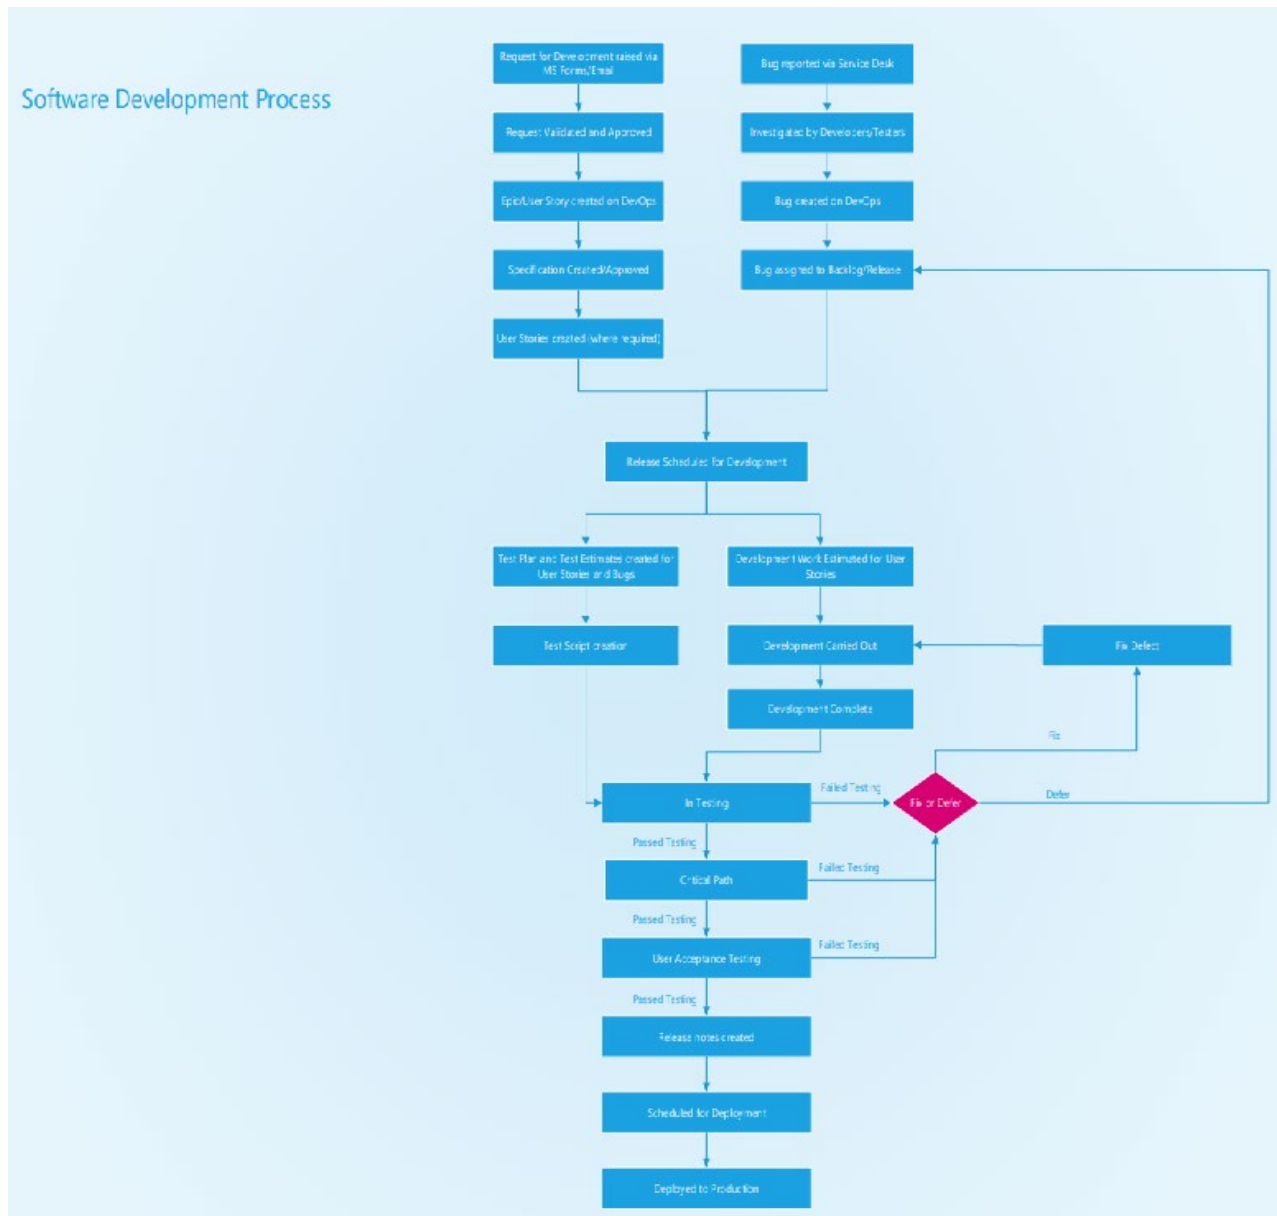 Software Development Process
Request for Development raised via
MS Forms/Email
Request Validated and Approved
Epic/User Story created on DevOps
Specification Created/Approved
User Stories created (where required)
Bug reported via Service Desk
Investigated by Developers/Testers
Bug created on DevOps
Bug assigned to Backlog/Release
Release Scheduled for Development
Test Plan and Test Estimates created for
User Stories and Bugs
Test Script creation
Development Work Estimated for User
Stories
Development Carried Out
Development Complete
Fix Defect
Fix
In Testing
Failed Testing
Fix or Defer
Defer
Passed Testing
Critical Path
Failed Testing
Passed Testing
User Acceptance Testing
Failed Testing
Passed Testing
Release notes created
Scheduled for Deployment
Deployed to Production